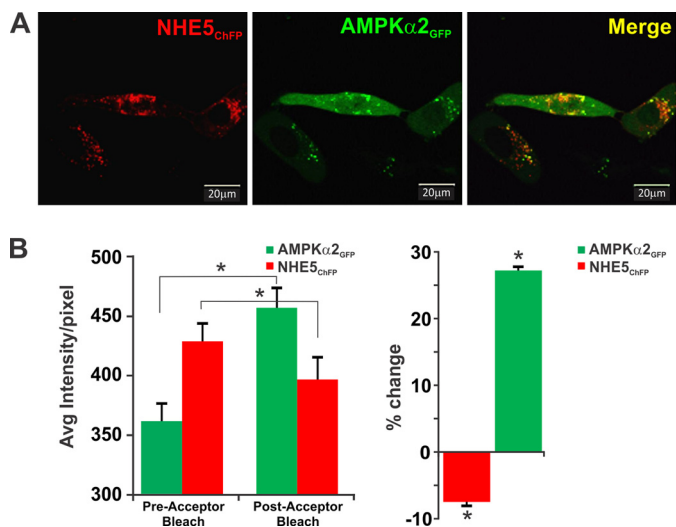 A
NHE5ChFP
AMPKα2GFP
Merge
20μm
20μm
20μm
B
AMPKα2GFP
NHE5ChFP
*
*
Avg Intensity/pixel
500
450
400
350
300
Pre-Acceptor
Bleach
Post-Acceptor
Bleach
AMPKα2GFP
NHE5ChFP
*
*
% change
30
20
10
0
-10